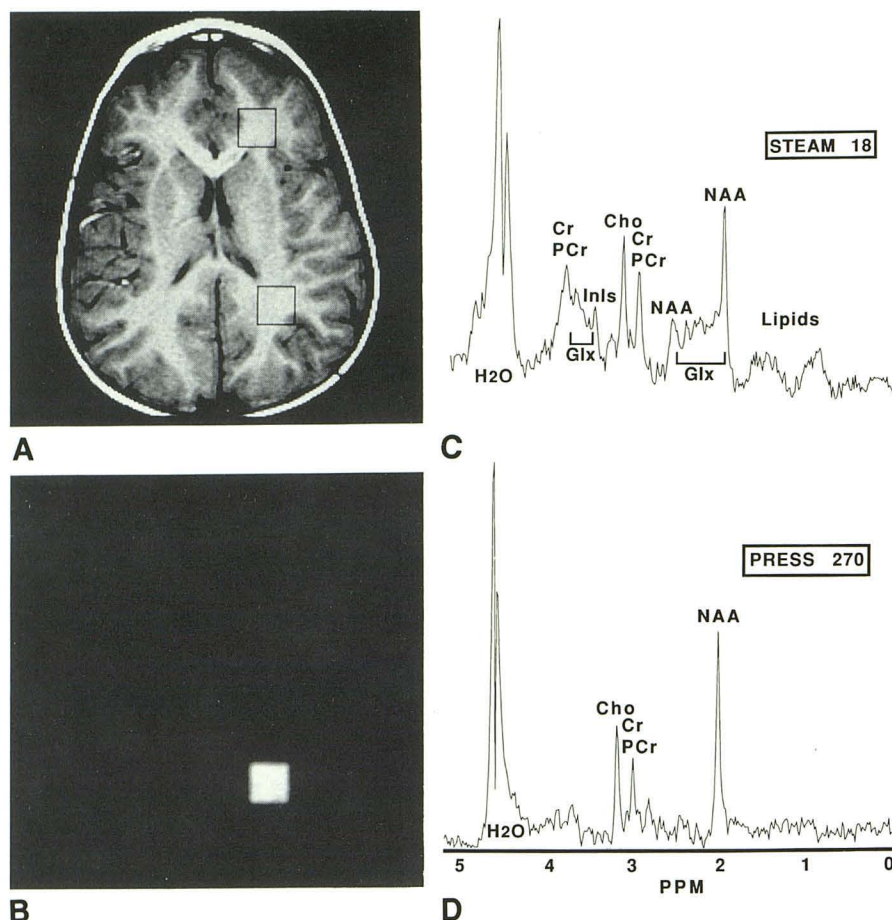 A
B
C
STEAM 18
Cr
PCr
InIs
Glx
Cho
Cr
PCr
NAA
Glx
NAA
Lipids
H2O
D
PRESS 270
Cho
Cr
PCr
NAA
H2O
5 4 3 2 1 0
PPM